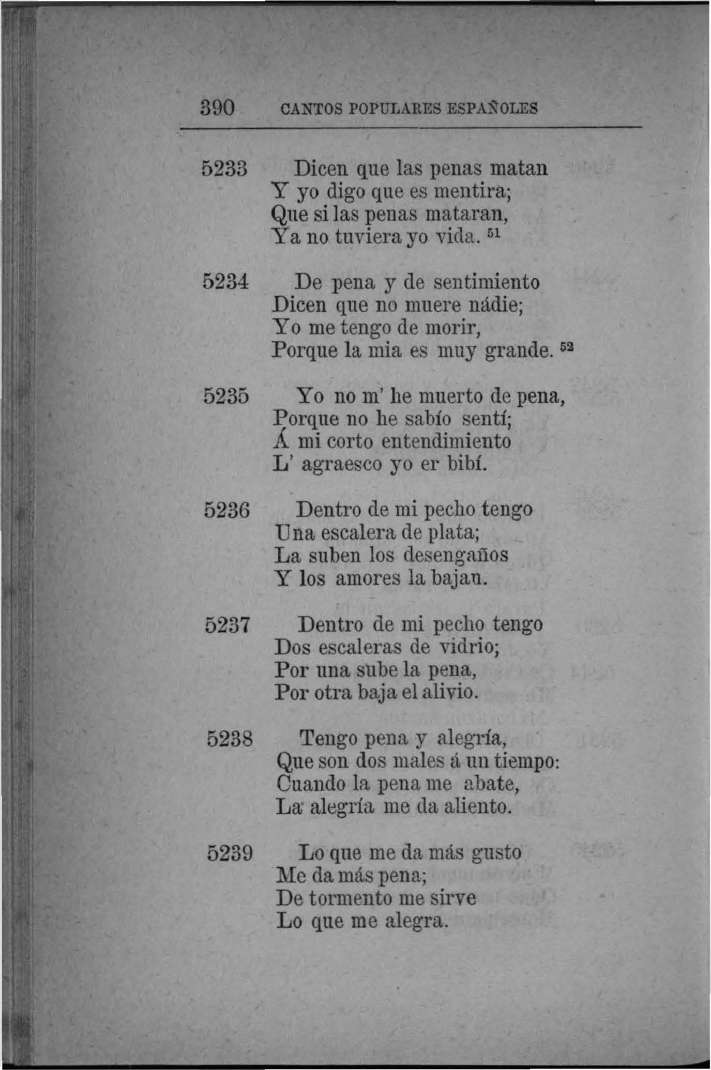 390 CANTOS POPULARES ESPAÑOLES
5233 Dicen que las penas matan
Y yo digo que es mentira;
Que si las penas mataran,
Ya no tuviera yo vida. 51
5234 De pena y de sentimiento
Dicen que no muere nádie;
Yo me tengo de morir,
Porque la mia es muy grande. 52
5235 Yo no m' he muerto de pena,
Porque no he sabío sentí;
Á mi corto entendimiento
L' agraesco yo er bibí.
5236 Dentro de mi pecho tengo
Una escalera de plata;
La suben los desengaños
Y los amores la bajan.
5237 Dentro de mi pecho tengo
Dos escaleras de vidrio;
Por una sube la pena,
Por otra baja el alivio.
5238 Tengo pena y alegría,
Que son dos males á un tiempo:
Cuando la pena me abate,
La alegría me da aliento.
5239 Lo que me da más gusto
Me da más pena;
De tormento me sirve
Lo que me alegra.